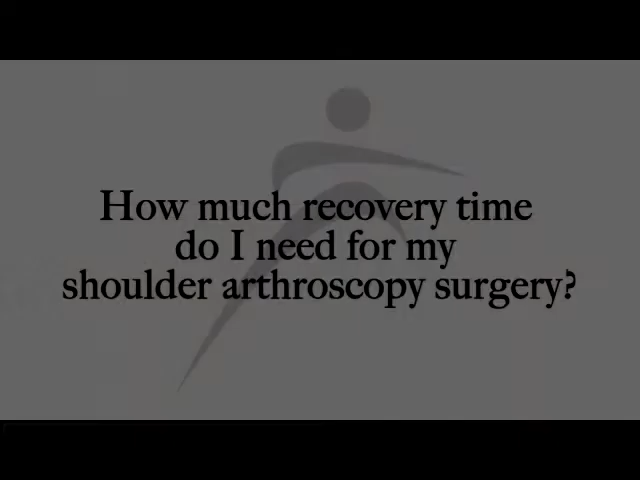 How much recovery time
do I need for my
shoulder arthroscopy surgery?